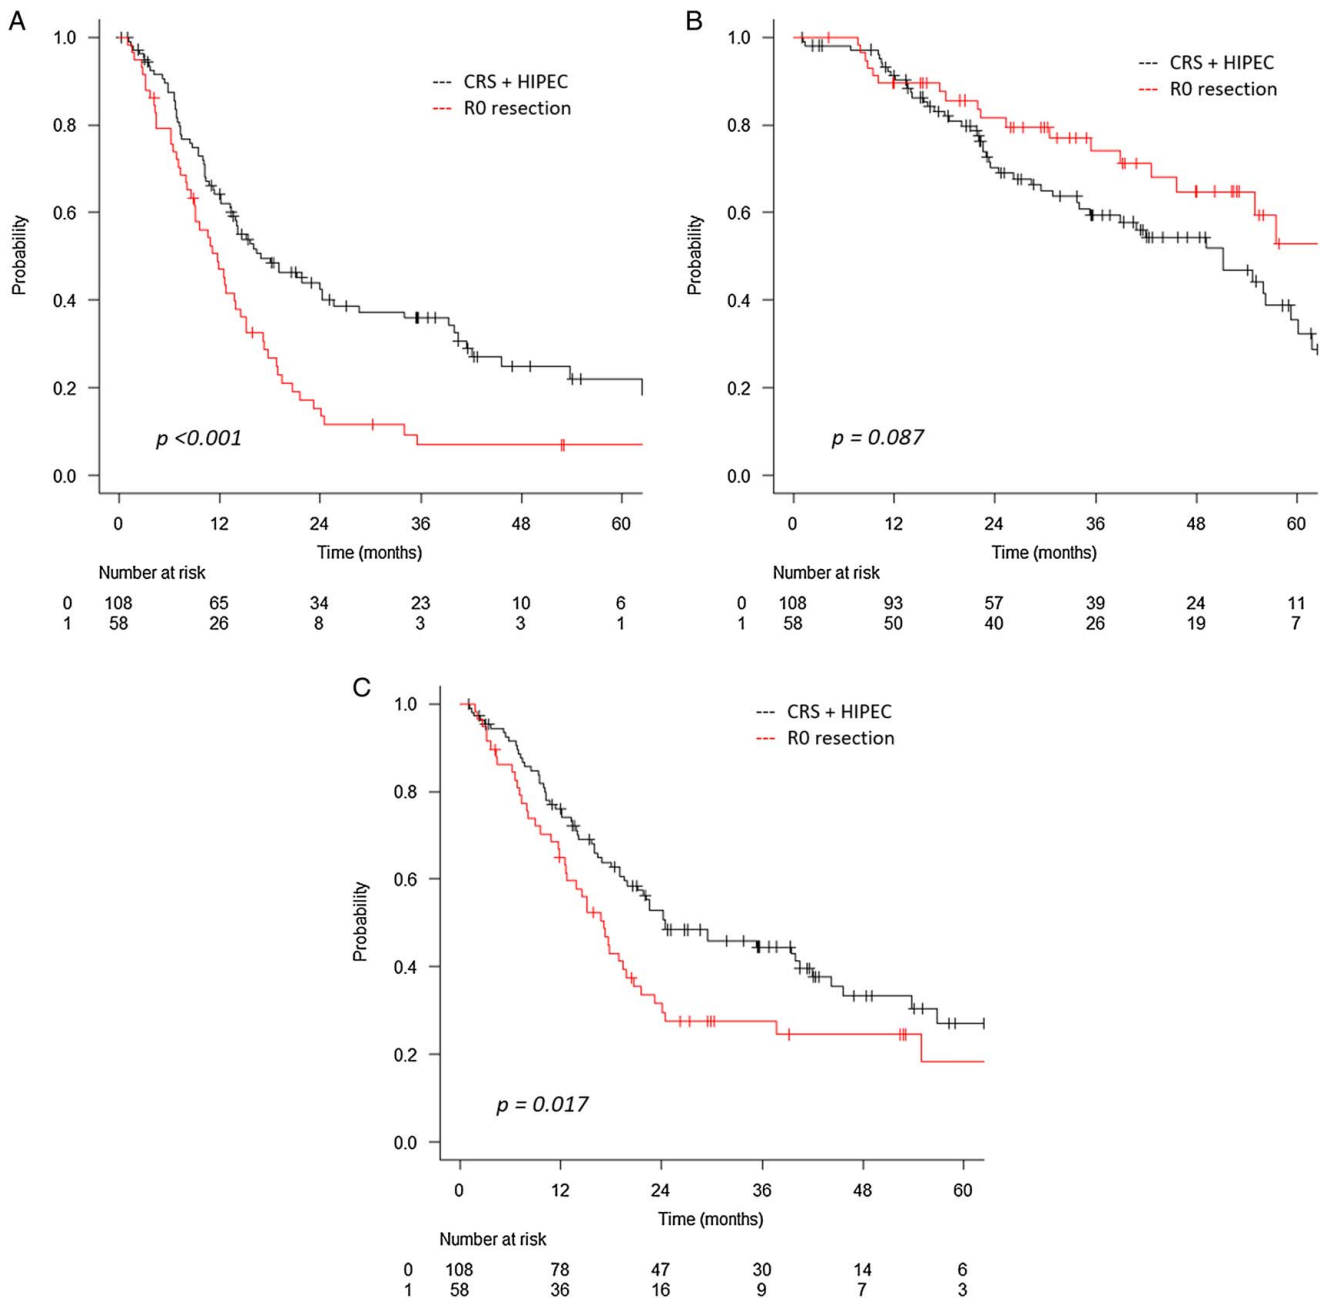 A
1.0
0.8
0.6
0.4
0.2
0.0
Probability
CRS + HIPEC
R0 resection
p <0.001
0 12 24 36 48 60
Time (months)
Number at risk
0 108 65 34 23 10 6
1 58 26 8 3 3 1
B
1.0
0.8
0.6
0.4
0.2
0.0
Probability
CRS + HIPEC
R0 resection
p = 0.087
0 12 24 36 48 60
Time (months)
Number at risk
0 108 93 57 39 24 11
1 58 50 40 26 19 7
C
1.0
0.8
0.6
0.4
0.2
0.0
Probability
CRS + HIPEC
R0 resection
p = 0.017
0 12 24 36 48 60
Time (months)
Number at risk
0 108 78 47 30 14 6
1 58 36 16 9 7 3